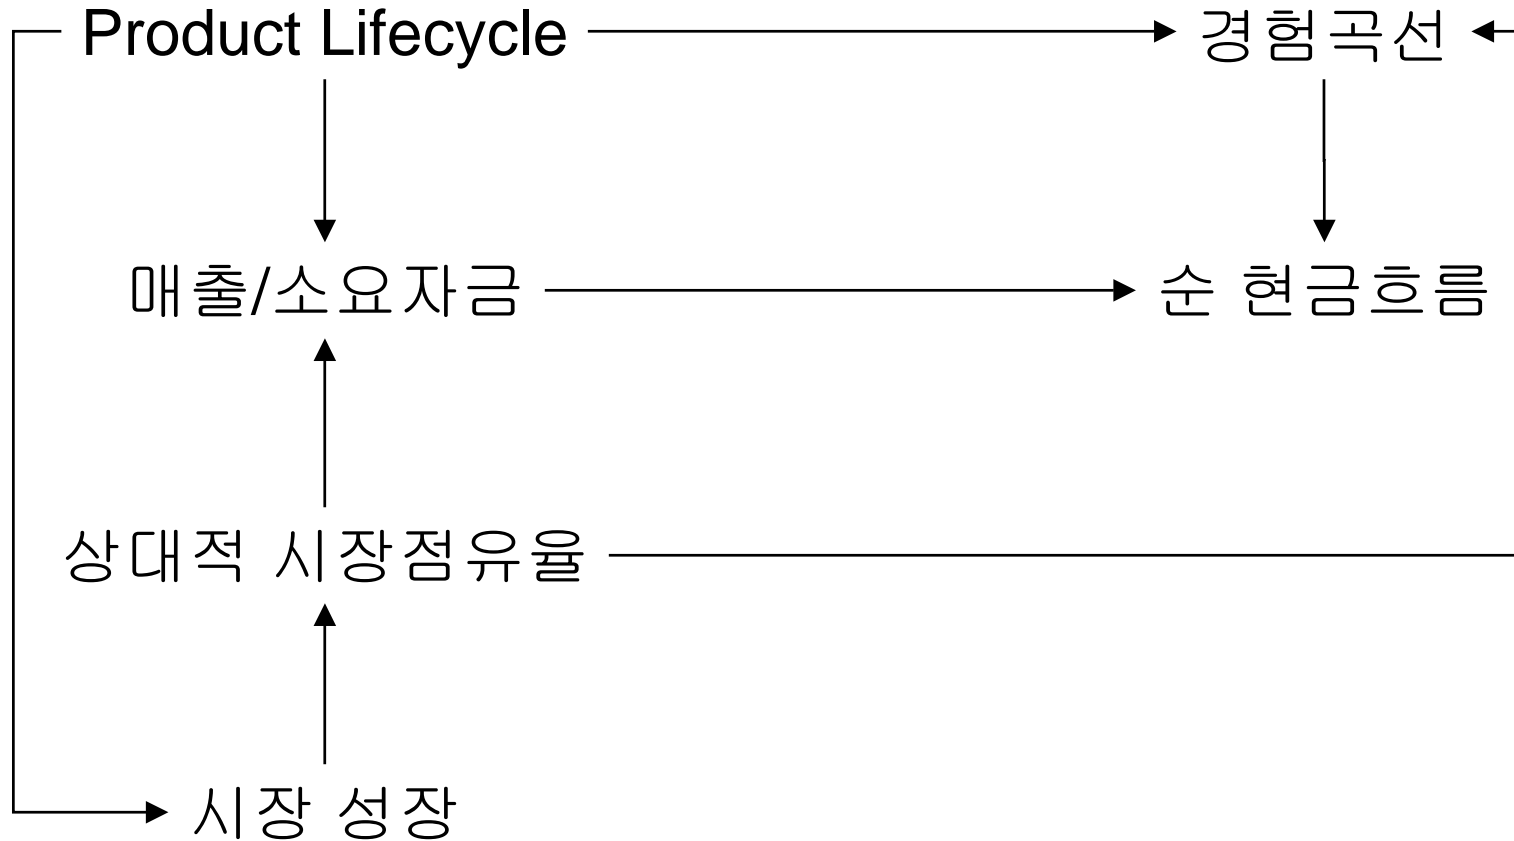 Product Lifecycle
경험곡선
매출/소요자금
순 현금흐름
상대적 시장점유율
시장 성장